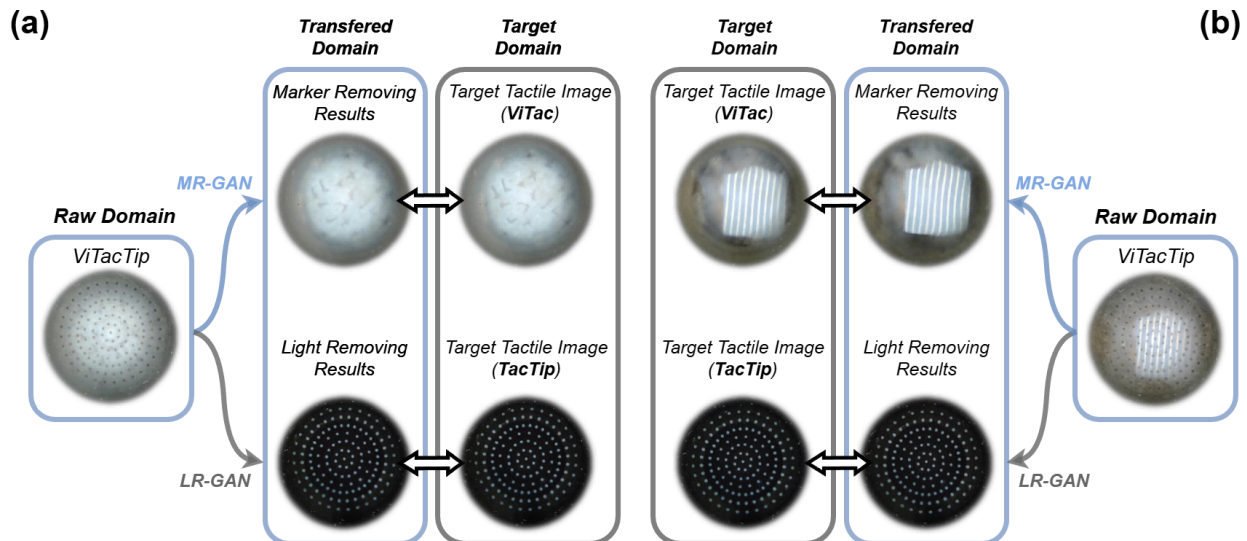 (a)
Transfered
Domain
Target
Domain
Marker Removing
Results
Target Tactile Image
(ViTac)
MR-GAN
Raw Domain
ViTacTip
Light Removing
Results
Target Tactile Image
(TacTip)
LR-GAN
(b)
Target
Domain
Transfered
Domain
Target Tactile Image
(ViTac)
Marker Removing
Results
MR-GAN
Raw Domain
ViTacTip
Target Tactile Image
(TacTip)
Light Removing
Results
LR-GAN